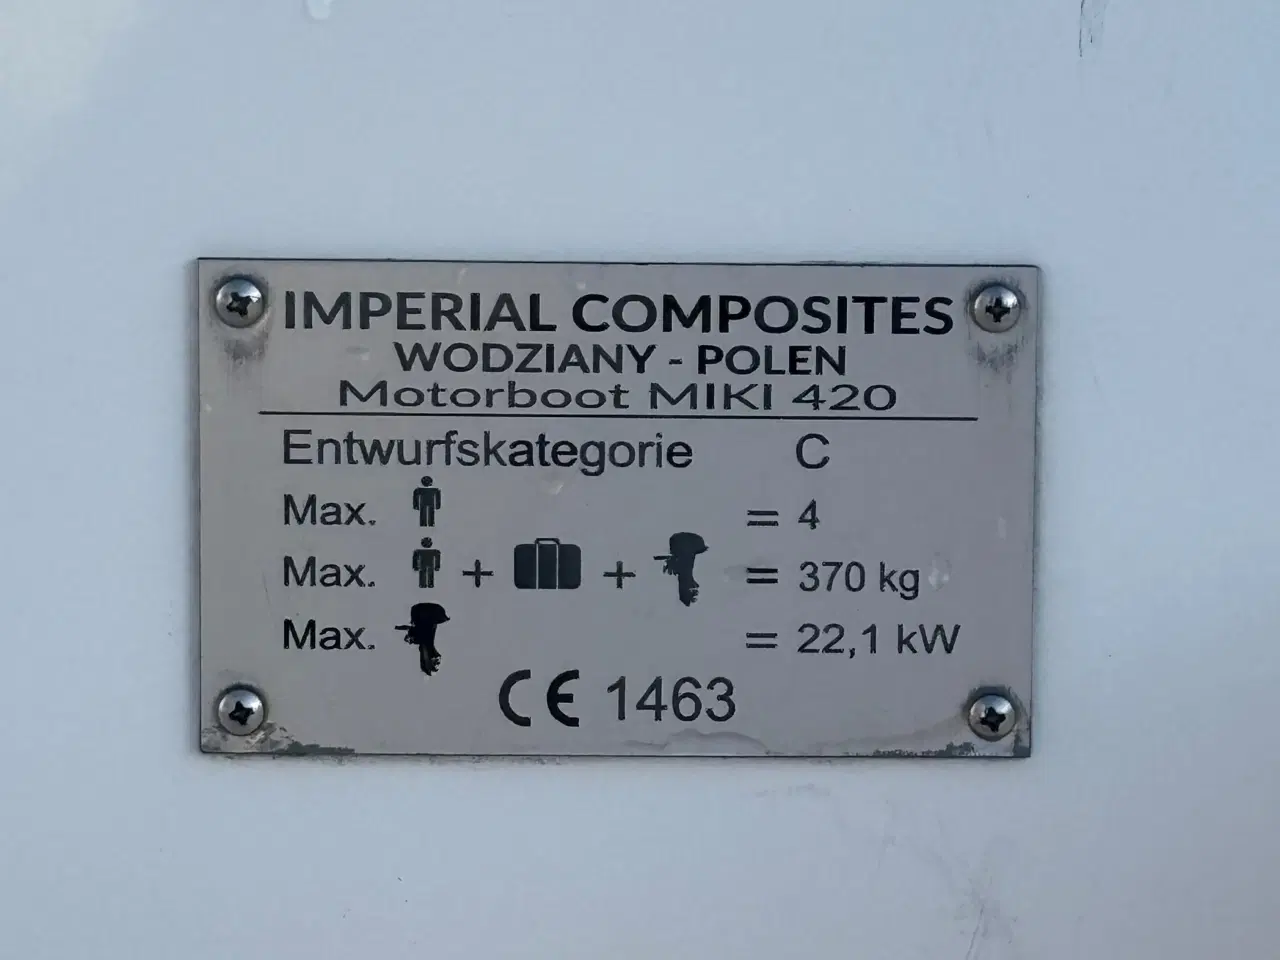 IMPERIAL COMPOSITES
WODZIANY - POLEN
Motorboot MIKI 420
Entwurfskategorie C
Max. = 4
Max. + + = 370 kg
Max. = 22,1 kW
CE 1463